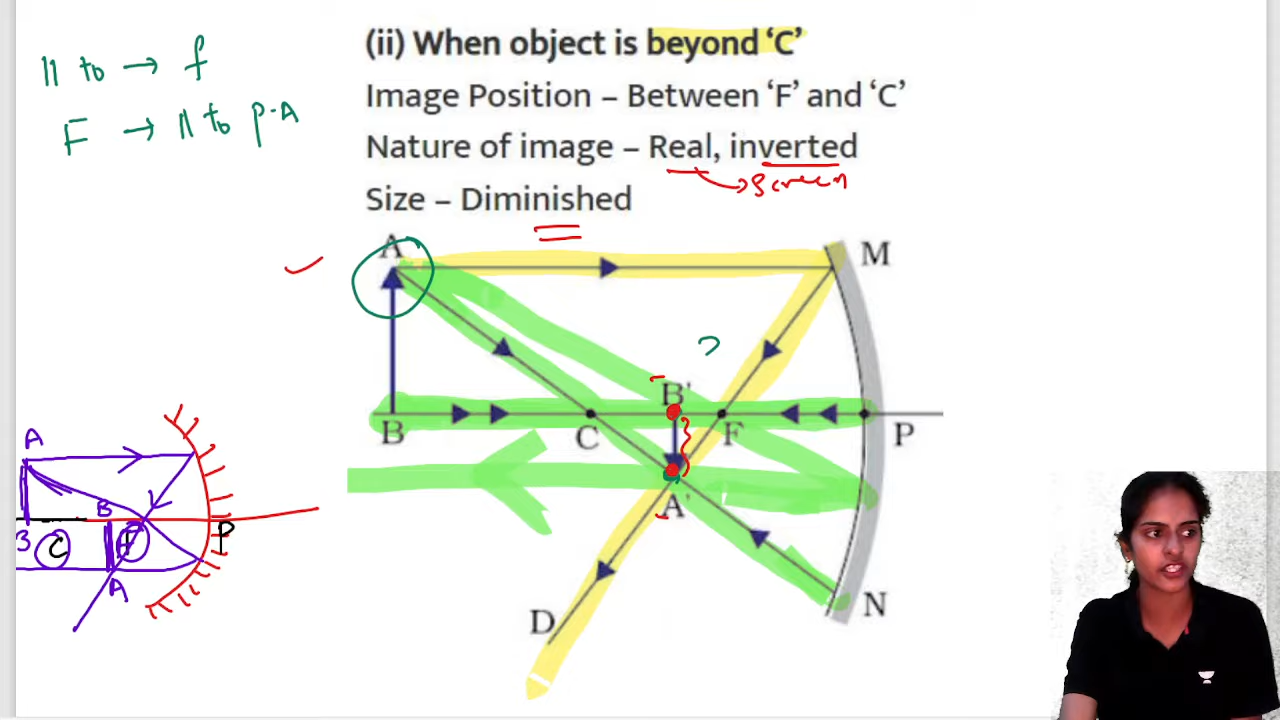 (ii) When object is beyond ‘C’
Image Position – Between ‘F’ and ‘C’
Nature of image – Real, inverted
Size – Diminished
|| to → f
F → || to P.A
→ Screen
A
M
B'
B
C
F
P
A'
D
N
A
B
B
C
F
P
A